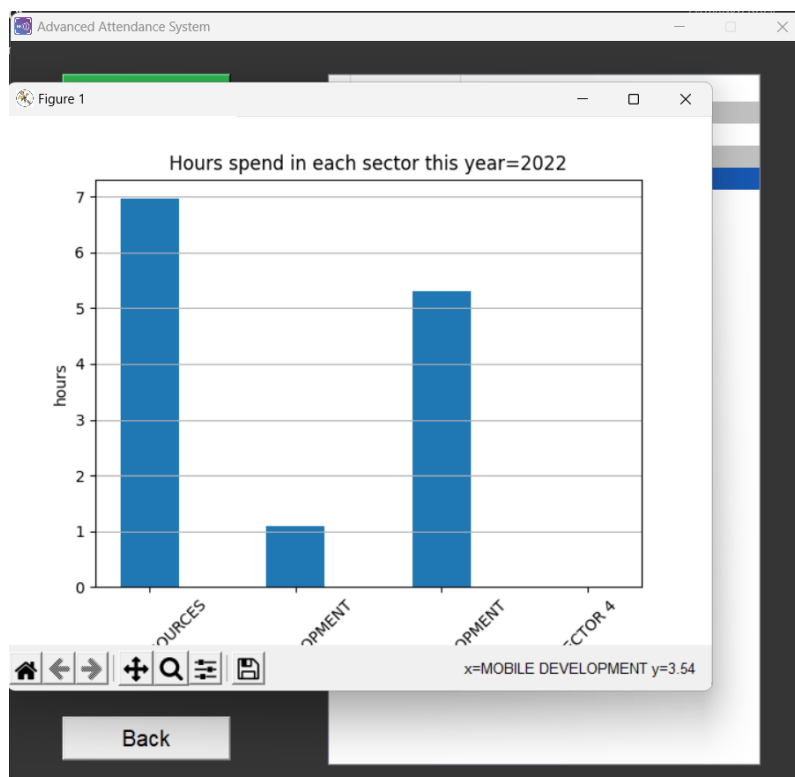 Advanced Attendance System
Figure 1
Hours spend in each sector this year=2022
7
6
5
4
3
2
1
0
hours
OURCES
OPMENT
OPMENT
CTOR 4
x=MOBILE DEVELOPMENT y=3.54
Back